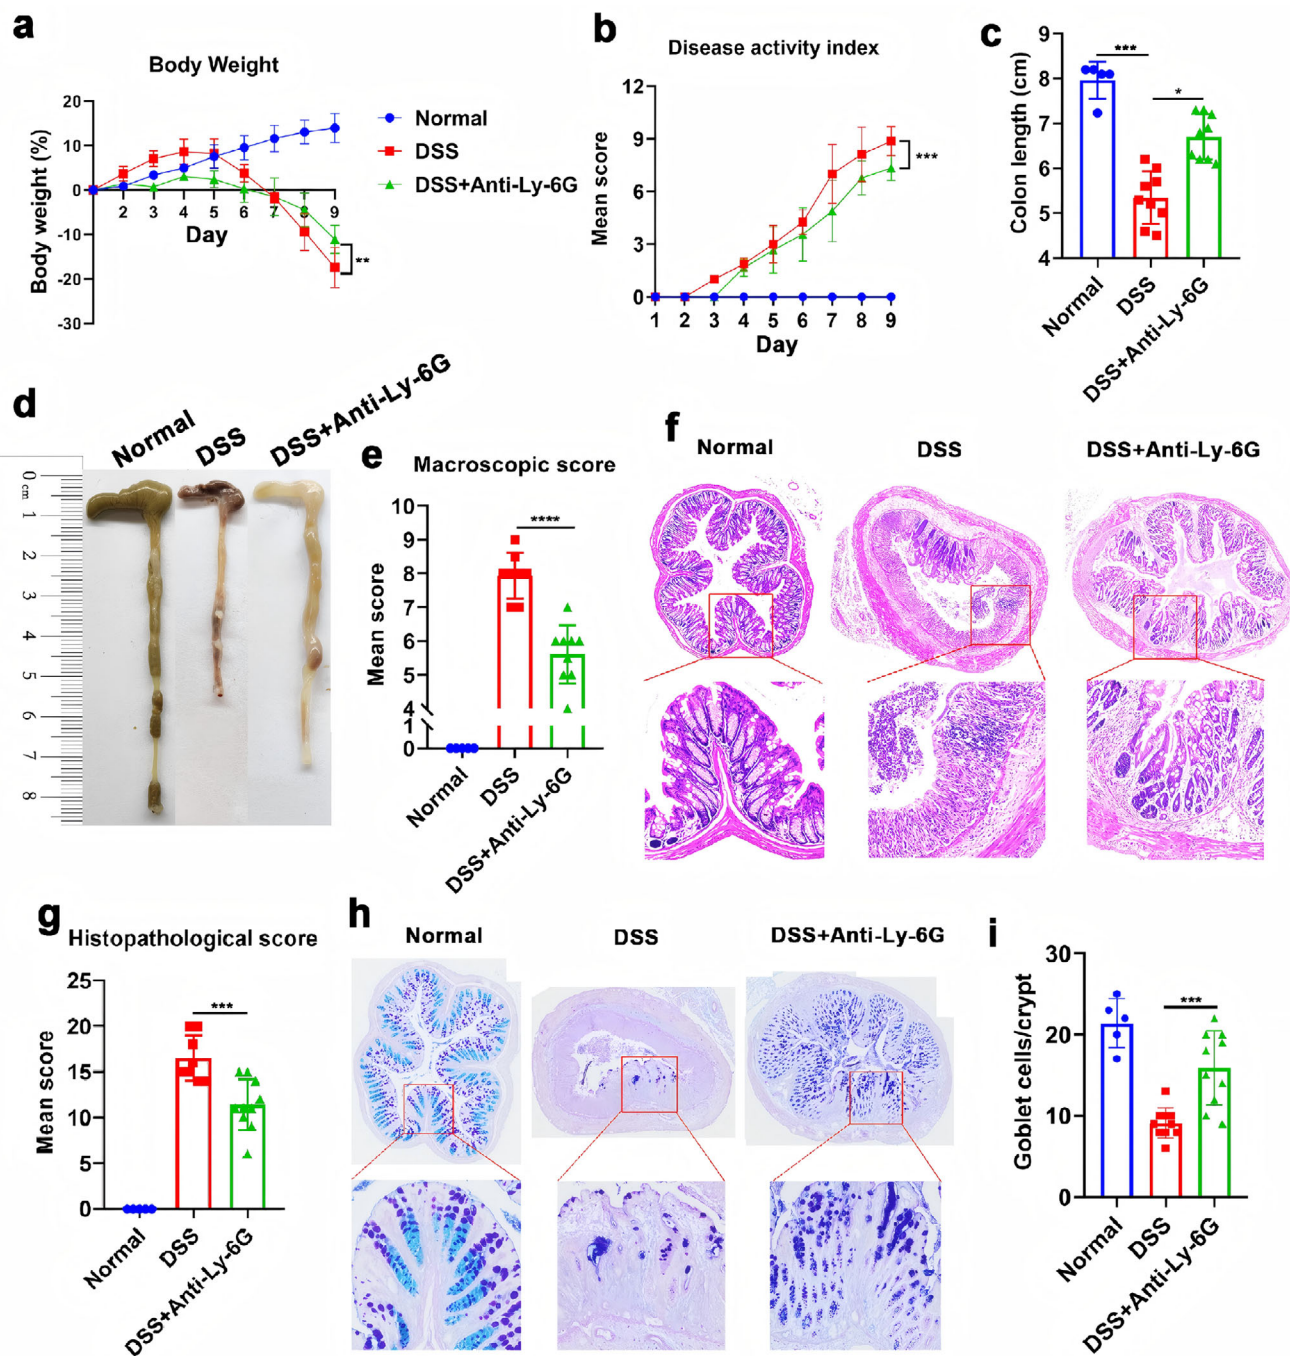 a
Body Weight
Body weight (%)
20
10
0
-10
-20
-30
2 3 4 5 6 7 8 9
Day
**
Normal
DSS
DSS+Anti-Ly-6G
b
Disease activity index
Mean score
12
9
6
3
0
1 2 3 4 5 6 7 8 9
Day
***
c
Colon length (cm)
9
8
7
6
5
4
***
*
Normal
DSS
DSS+Anti-Ly-6G
d
Normal
DSS
DSS+Anti-Ly-6G
0
cm
1
2
3
4
5
6
7
8
e
Macroscopic score
Mean score
10
9
8
7
6
5
4
1
0
****
Normal
DSS
DSS+Anti-Ly-6G
f
Normal
DSS
DSS+Anti-Ly-6G
g
Histopathological score
Mean score
25
20
15
10
5
0
***
Normal
DSS
DSS+Anti-Ly-6G
h
Normal
DSS
DSS+Anti-Ly-6G
i
Goblet cells/crypt
30
20
10
0
***
Normal
DSS
DSS+Anti-Ly-6G